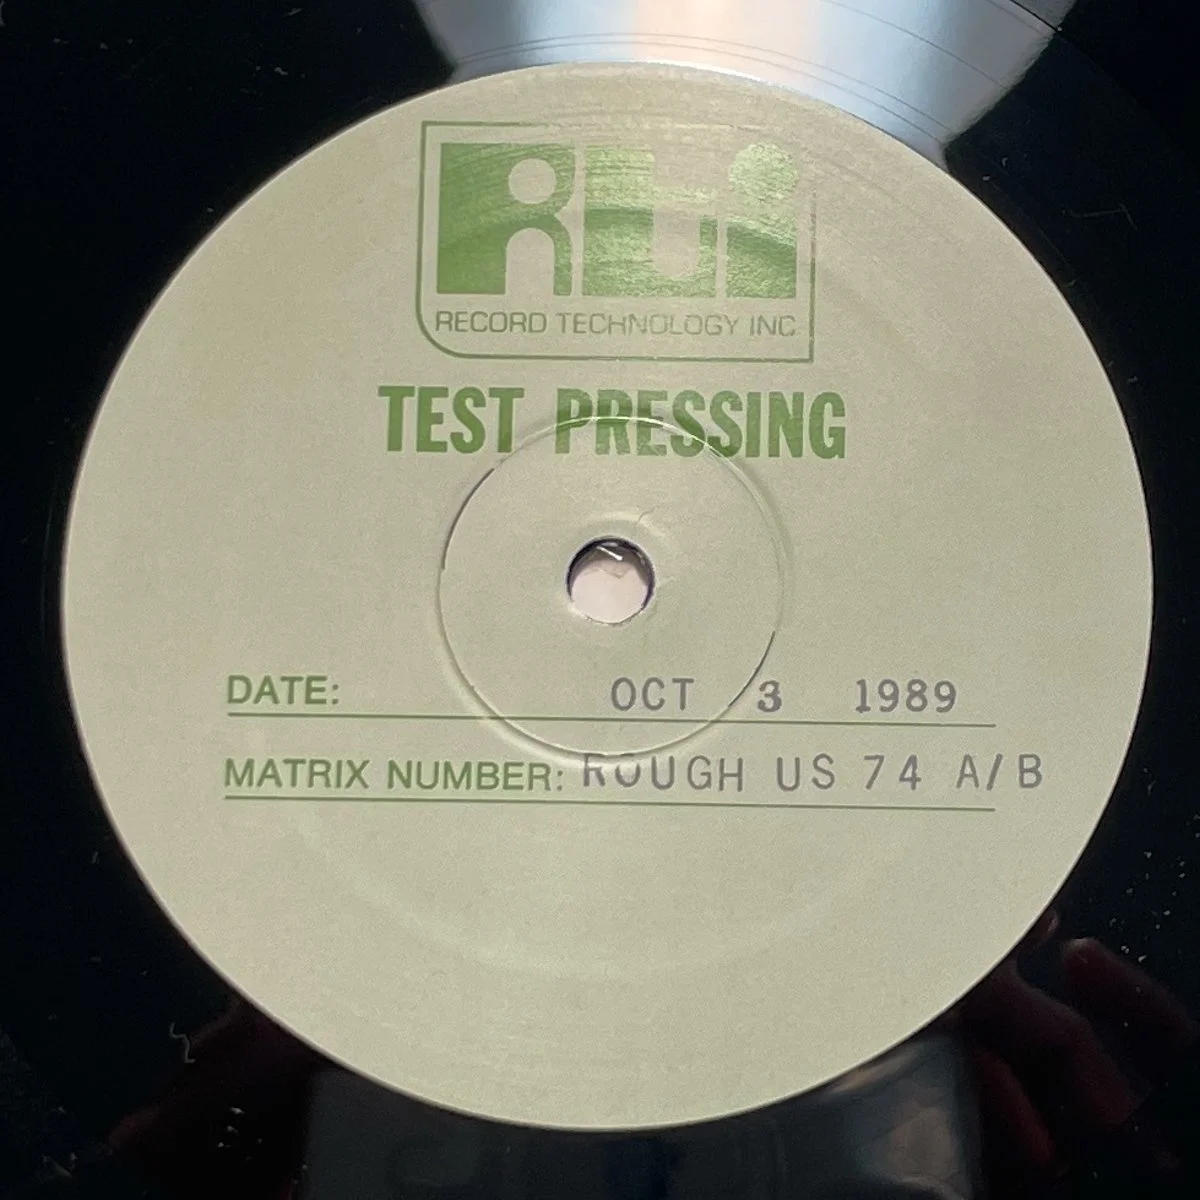 RTI
RECORD TECHNOLOGY INC
TEST PRESSING
DATE: OCT 3 1989
MATRIX NUMBER: ROUGH US 74 A/B